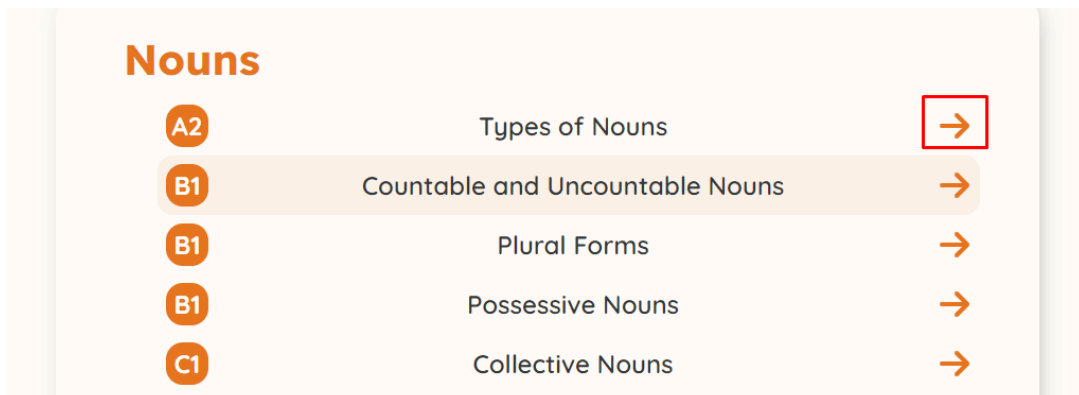 Nouns
A2 Types of Nouns →
B1 Countable and Uncountable Nouns →
B1 Plural Forms →
B1 Possessive Nouns →
C1 Collective Nouns →